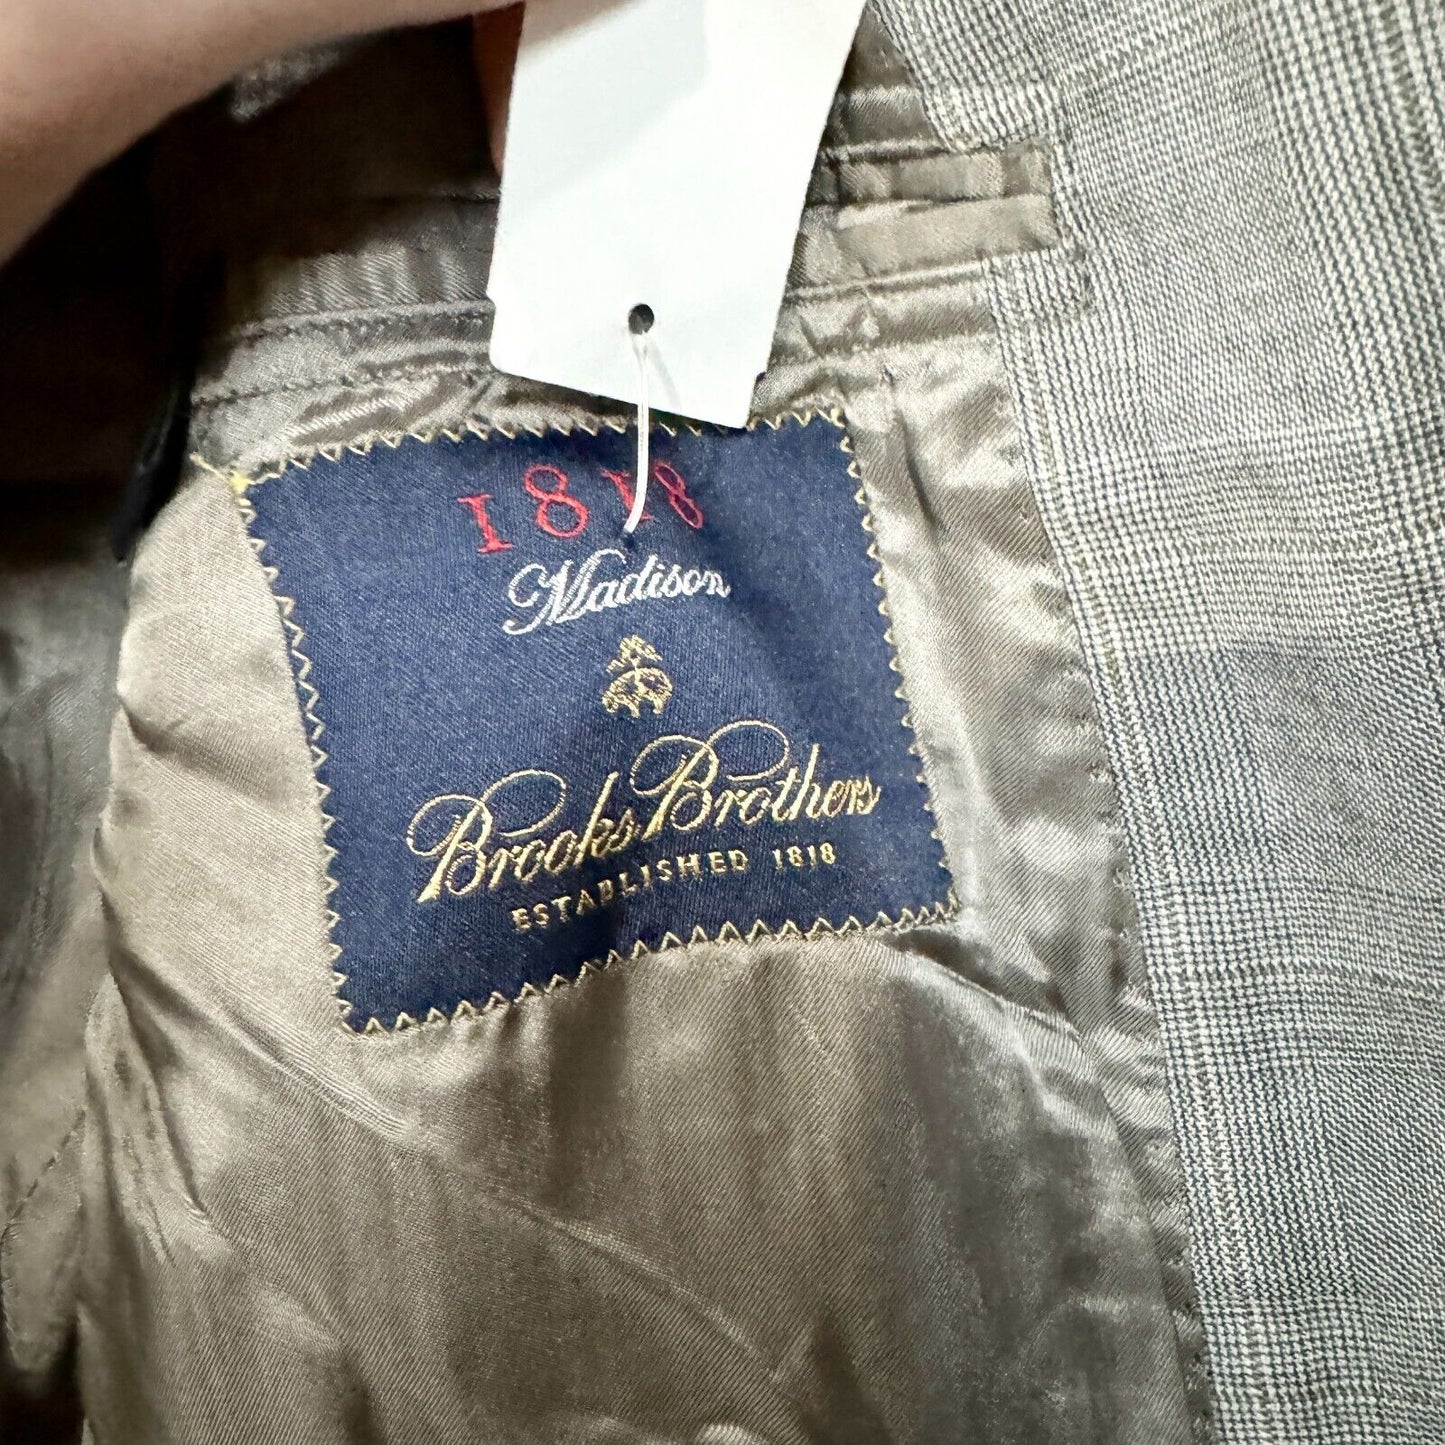 1818
Madison
Brooks Brothers
ESTABLISHED 1818